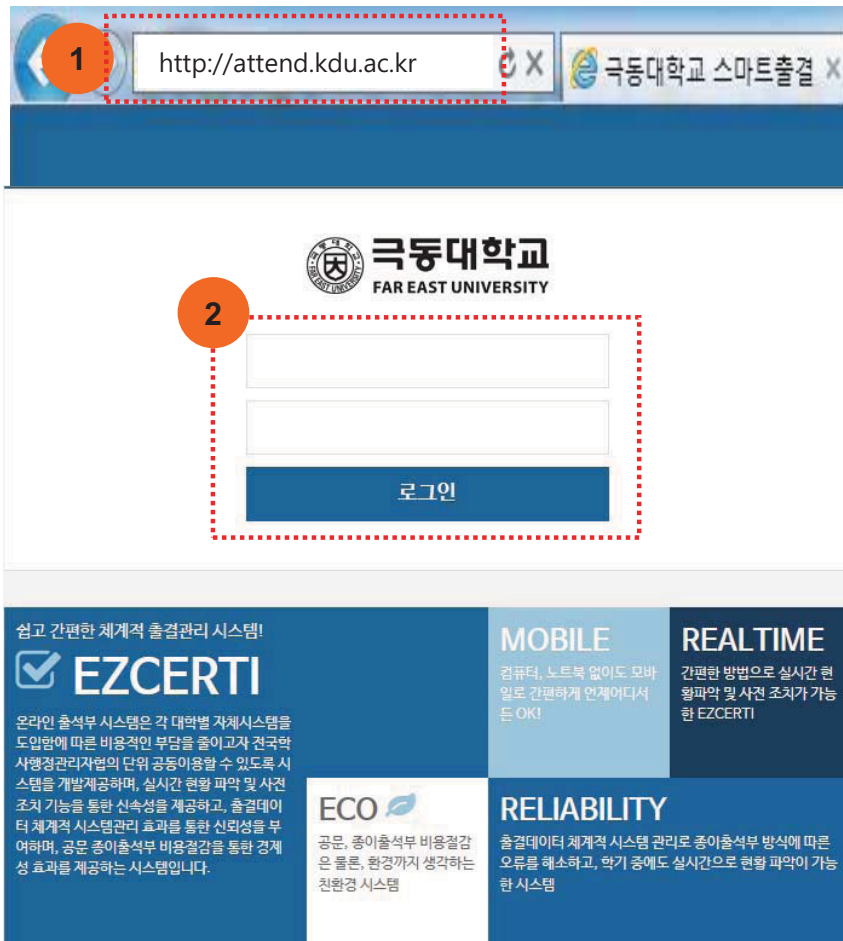 1
http://attend.kdu.ac.kr
극동대학교 스마트출결
극동대학교
FAR EAST UNIVERSITY
2
로그인
쉽고 간편한 체계적 출결관리 시스템!
EZCERTI
온라인 출석부 시스템은 각 대학별 자체시스템을
도입함에 따른 비용적인 부담을 줄이고자 전국학
사행정관리자협의 단위 공동이용할 수 있도록 시
스템을 개발제공하며, 실시간 현황 파악 및 사전
조치 기능을 통한 신속성을 제공하고, 출결데이
터 체계적 시스템관리 효과를 통한 신뢰성을 부
여하며, 공문 종이출석부 비용절감을 통한 경제
성 효과를 제공하는 시스템입니다.
MOBILE
컴퓨터, 노트북 없이도 모바
일로 간편하게 언제어디서
든 OK!
REALTIME
간편한 방법으로 실시간 현
황파악 및 사전 조치가 가능
한 EZCERTI
ECO
공문, 종이출석부 비용절감
은 물론, 환경까지 생각하는
친환경 시스템
RELIABILITY
출결데이터 체계적 시스템 관리로 종이출석부 방식에 따른
오류를 해소하고, 학기 중에도 실시간으로 현황 파악이 가능
한 시스템